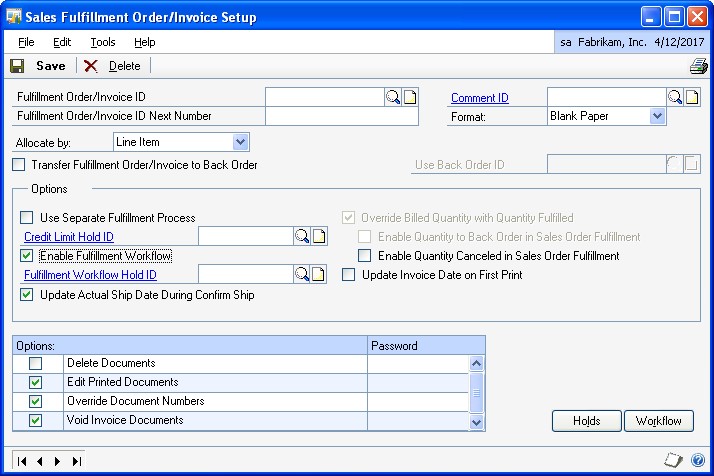 Sales Fulfillment Order/Invoice Setup
File Edit Tools Help sa Fabrikam, Inc. 4/12/2017
Save Delete
Fulfillment Order/Invoice ID
Comment ID
Fulfillment Order/Invoice ID Next Number
Format: Blank Paper
Allocate by: Line Item
Transfer Fulfillment Order/Invoice to Back Order
Use Back Order ID
Options
Use Separate Fulfillment Process
Override Billed Quantity with Quantity Fulfilled
Credit Limit Hold ID
Enable Quantity to Back Order in Sales Order Fulfillment
Enable Fulfillment Workflow
Enable Quantity Canceled in Sales Order Fulfillment
Fulfillment Workflow Hold ID
Update Invoice Date on First Print
Update Actual Ship Date During Confirm Ship
Options: Password
Delete Documents
Edit Printed Documents
Override Document Numbers
Void Invoice Documents
Holds Workflow